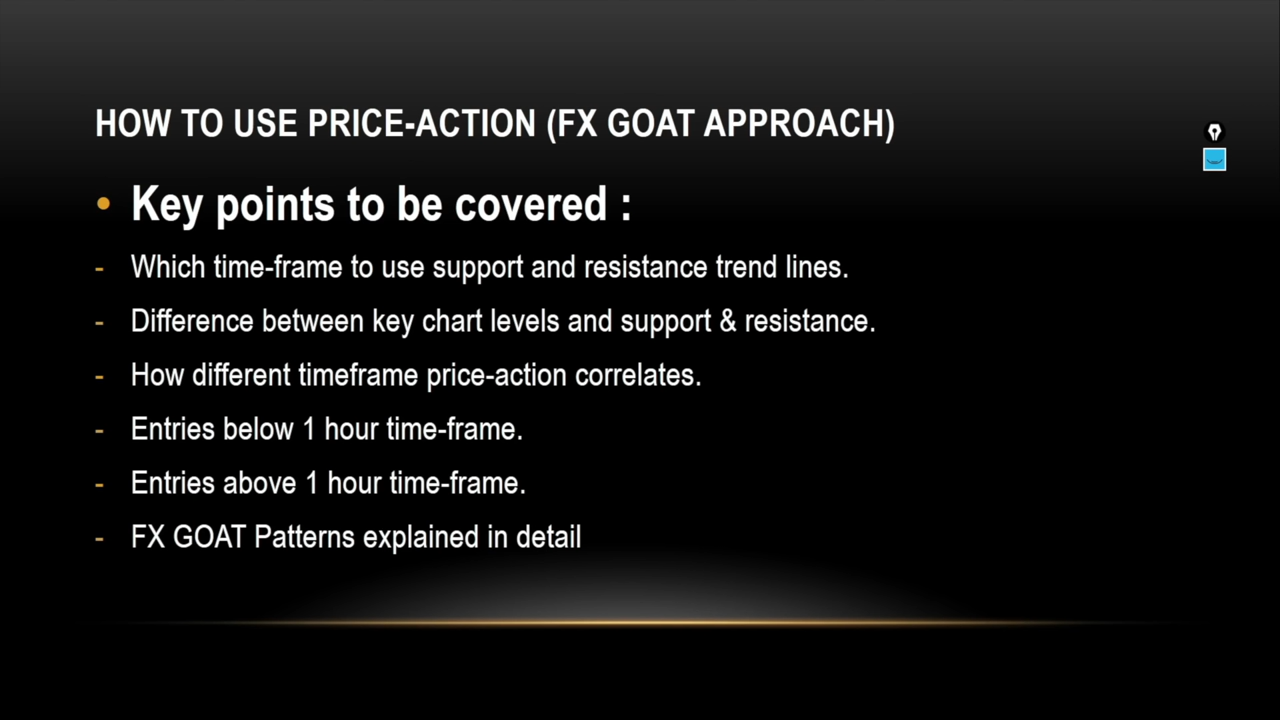 HOW TO USE PRICE-ACTION (FX GOAT APPROACH)
• Key points to be covered :
- Which time-frame to use support and resistance trend lines.
- Difference between key chart levels and support & resistance.
- How different timeframe price-action correlates.
- Entries below 1 hour time-frame.
- Entries above 1 hour time-frame.
- FX GOAT Patterns explained in detail